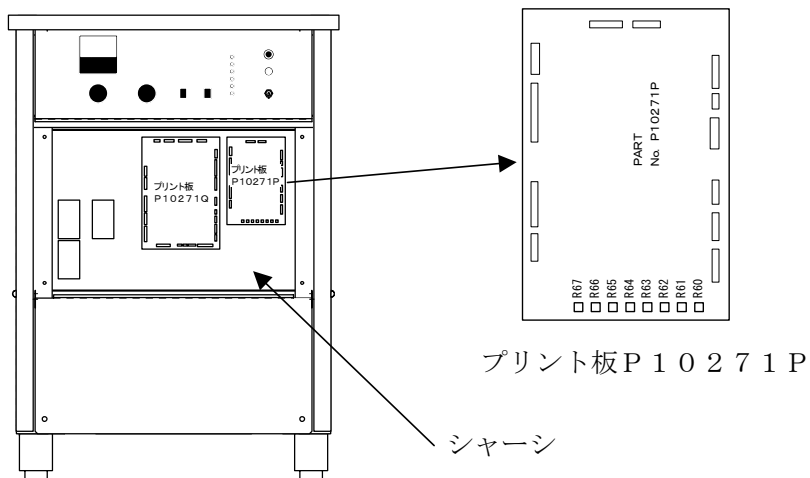 プリント板
P10271Q
プリント板
P10271P
PART
No. P10271P
R67
R66
R65
R64
R63
R62
R61
R60
プリント板P10271P
シャーシ